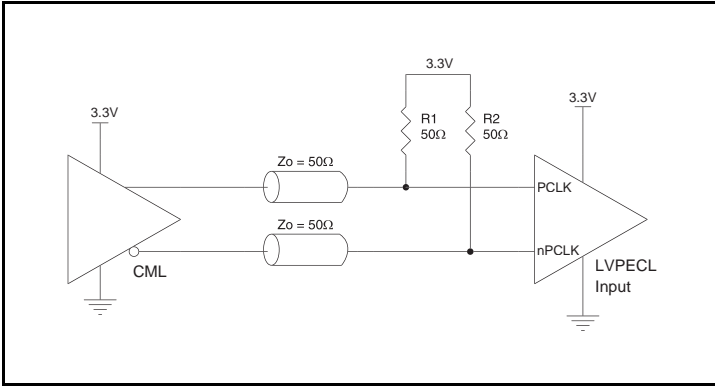 3.3V
3.3V
3.3V
R1
50Ω
R2
50Ω
Zo = 50Ω
PCLK
Zo = 50Ω
nPCLK
CML
LVPECL
Input